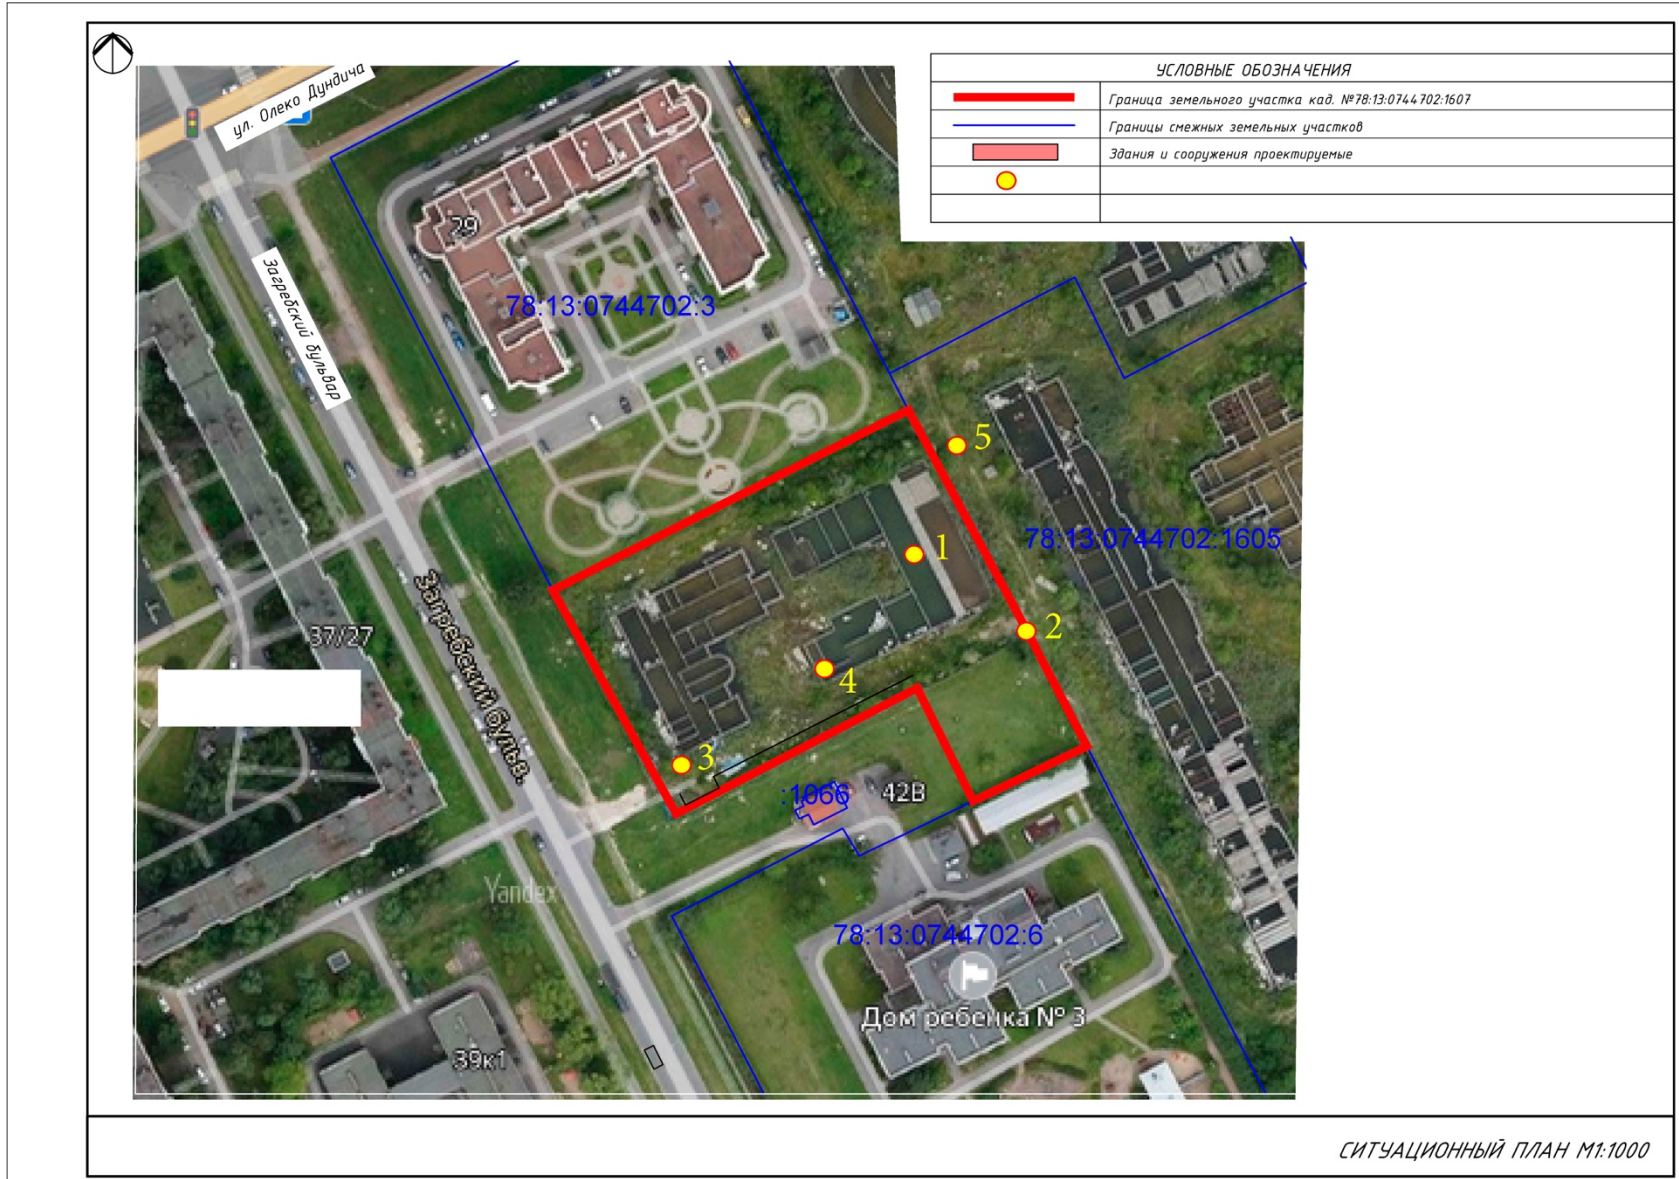 УСЛОВНЫЕ ОБОЗНАЧЕНИЯ
Граница земельного участка кад. №78:13:0744702:1607
Границы смежных земельных участков
Здания и сооружения проектируемые
ул. Олеко Дундича
29
Загребский бульвар
78:13:0744702:3
5
1
78:13:0744702:1605
2
37/27
Загребский бульв.
4
3
:1066
42В
Yandex
78:13:0744702:6
Дом ребенка № 3
39к1
СИТУАЦИОННЫЙ ПЛАН М1:1000